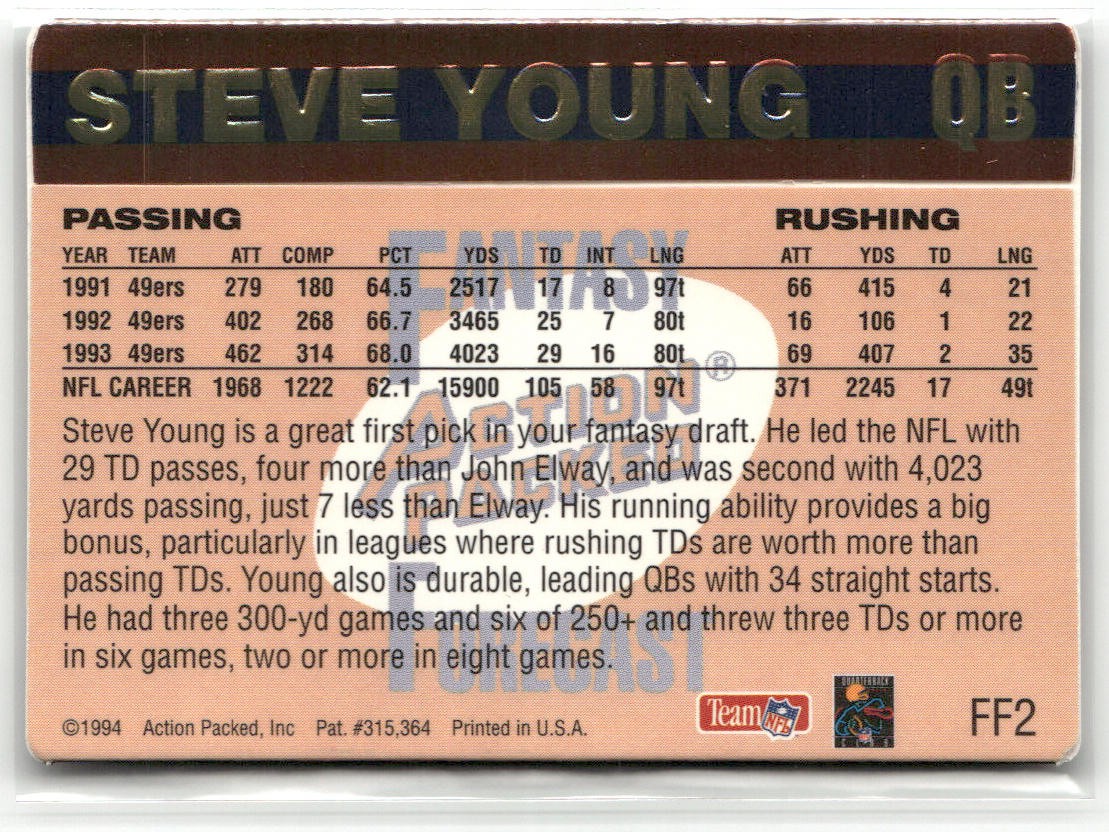 STEVE YOUNG QB
PASSING RUSHING
YEAR TEAM ATT COMP PCT YDS TD INT LNG ATT YDS TD LNG
1991 49ers 279 180 64.5 2517 17 8 97t 66 415 4 21
1992 49ers 402 268 66.7 3465 25 7 80t 16 106 1 22
1993 49ers 462 314 68.0 4023 29 16 80t 69 407 2 35
NFL CAREER 1968 1222 62.1 15900 105 58 97t 371 2245 17 49t
FANTASY
ACTION
PACKED ®
FORECAST
Steve Young is a great first pick in your fantasy draft. He led the NFL with
29 TD passes, four more than John Elway, and was second with 4,023
yards passing, just 7 less than Elway. His running ability provides a big
bonus, particularly in leagues where rushing TDs are worth more than
passing TDs. Young also is durable, leading QBs with 34 straight starts.
He had three 300-yd games and six of 250+ and threw three TDs or more
in six games, two or more in eight games.
©1994 Action Packed, Inc Pat. #315,364 Printed in U.S.A.
Team NFL
QUARTERBACK
CLUB
FF2